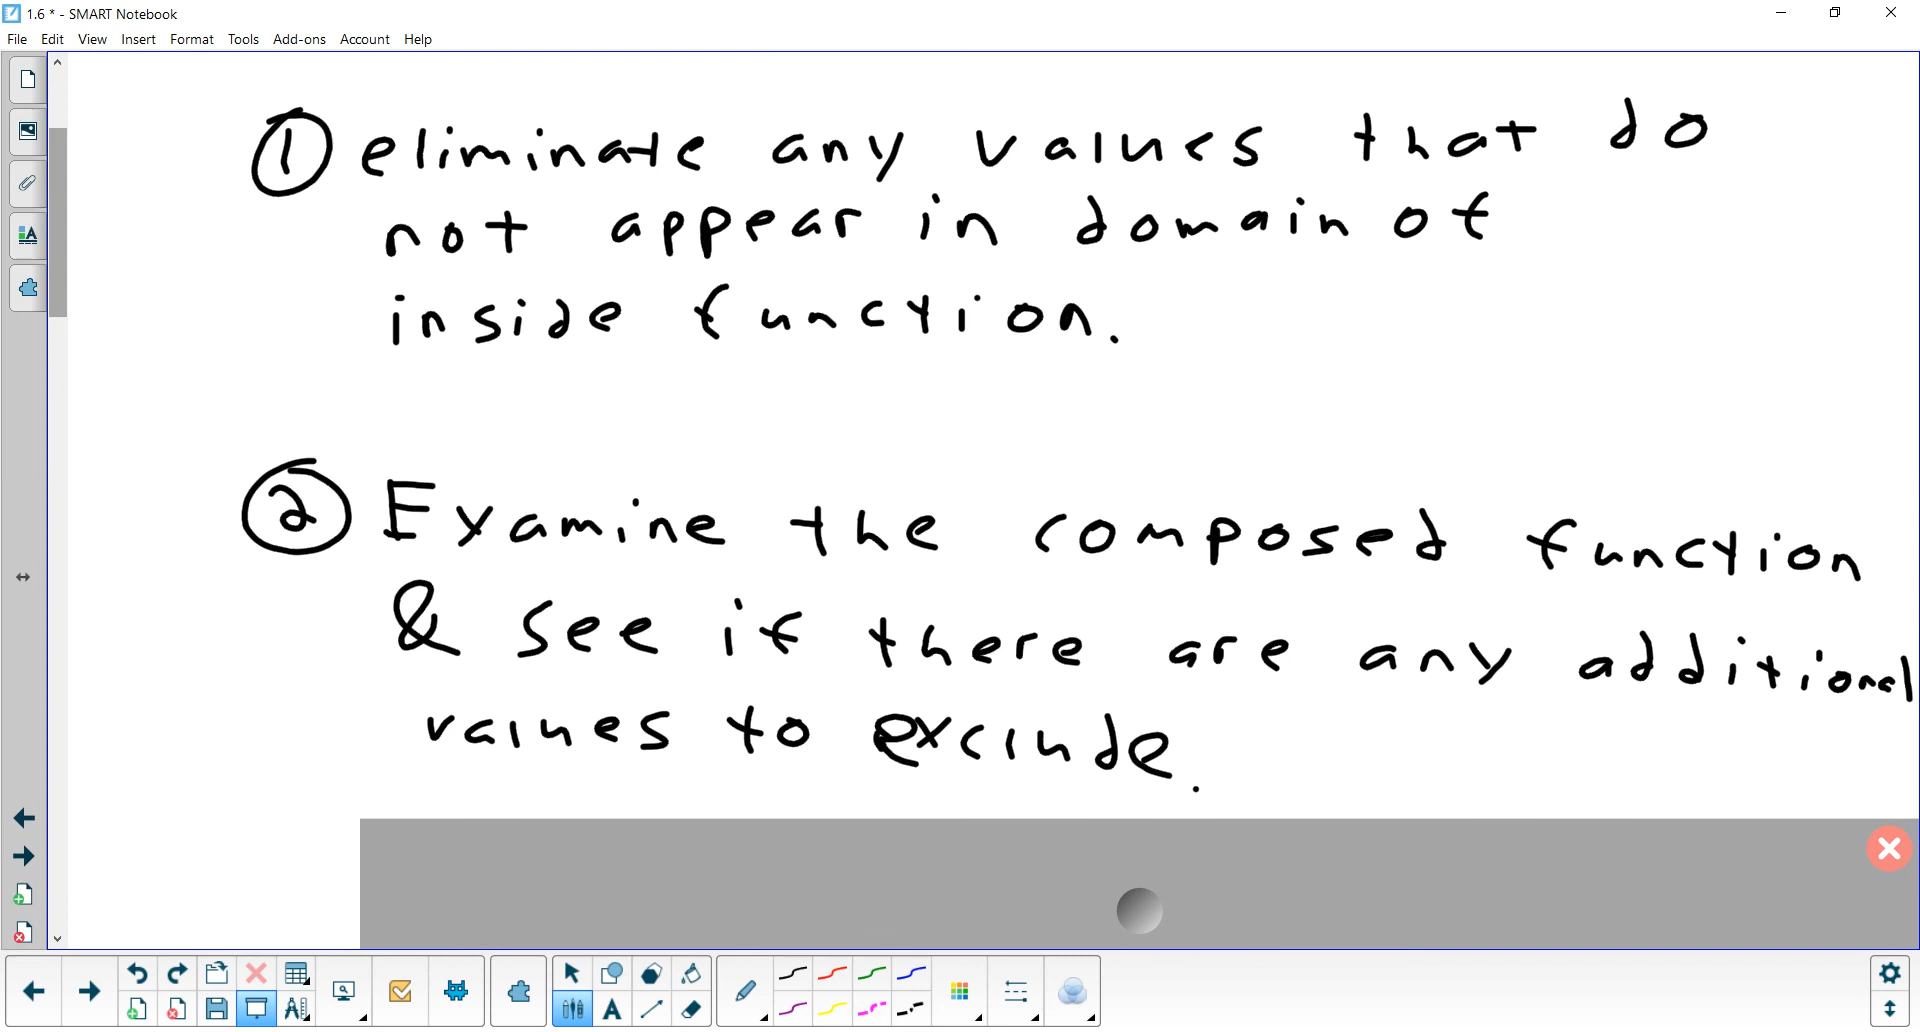 1.6 * - SMART Notebook
File Edit View Insert Format Tools Add-ons Account Help
① eliminate any values that do
not appear in domain of
inside function.
② Examine the composed function
& see if there are any additional
values to exclude.